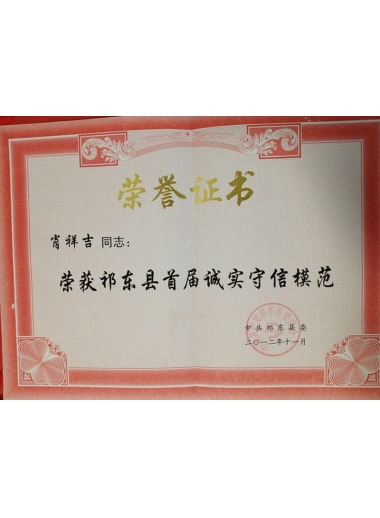 荣誉证书
肖祥吉 同志：
荣获祁东县首届诚实守信模范
中共祁东县委
二〇一二年十一月